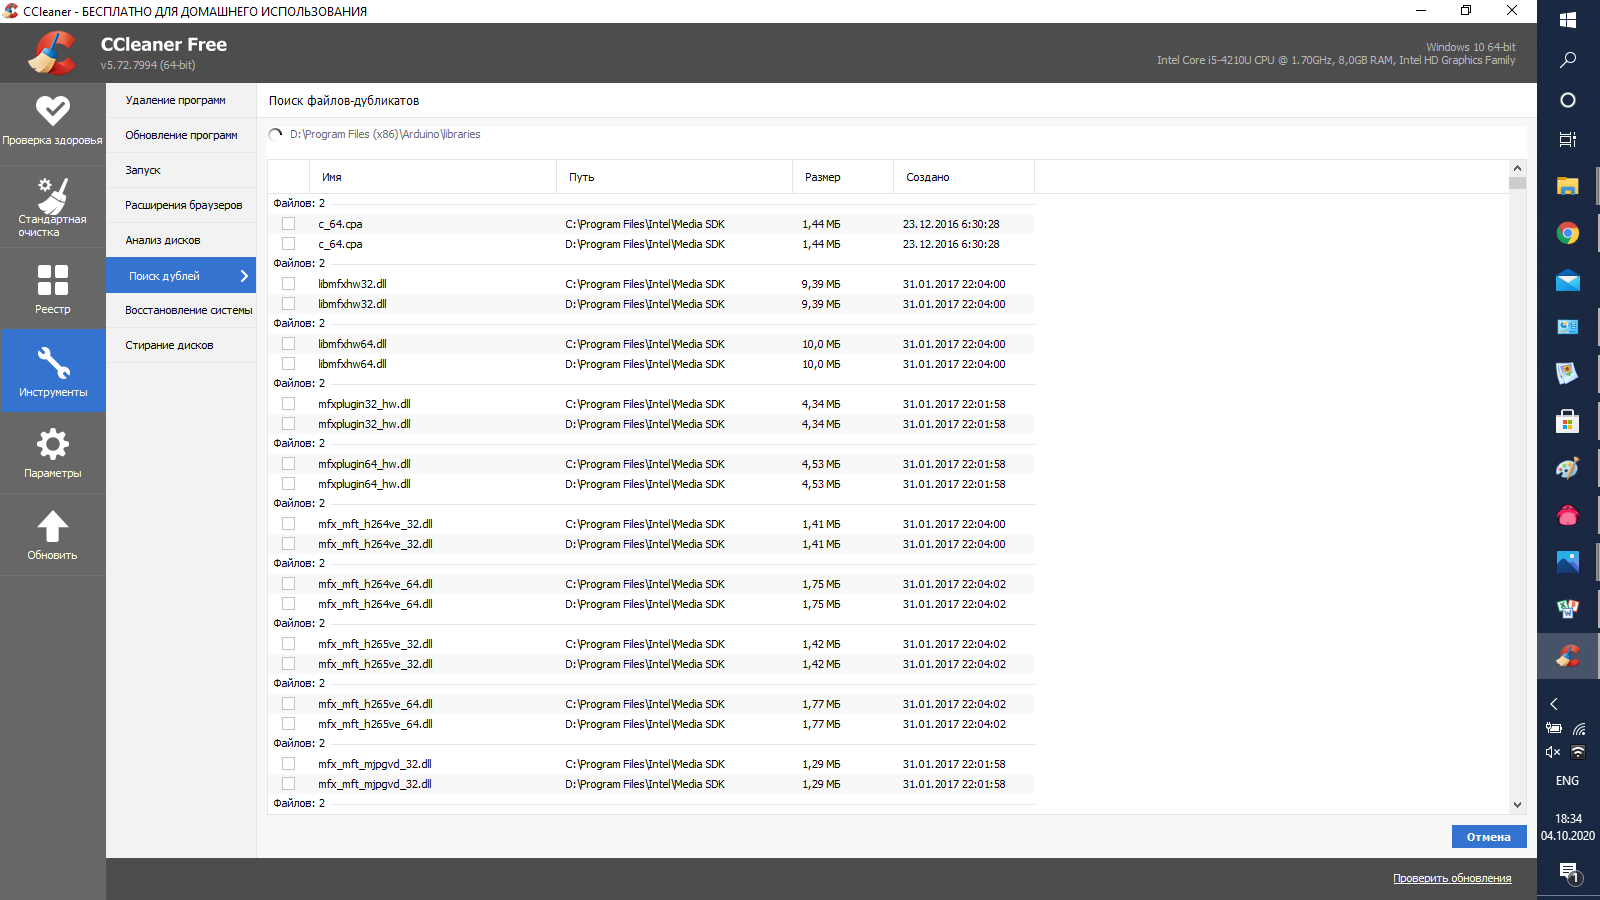 CCleaner - БЕСПЛАТНО ДЛЯ ДОМАШНЕГО ИСПОЛЬЗОВАНИЯ
CCleaner Free
v5.72.7994 (64-bit)
Windows 10 64-bit
Intel Core i5-4210U CPU @ 1.70GHz, 8,0GB RAM, Intel HD Graphics Family
Проверка здоровья
Стандартная
очистка
Реестр
Инструменты
Параметры
Обновить
Удаление программ
Обновление программ
Запуск
Расширения браузеров
Анализ дисков
Поиск дублей
Восстановление системы
Стирание дисков
Поиск файлов-дубликатов
D:\Program Files (x86)\Arduino\libraries
Имя Путь Размер Создано
Файлов: 2
c_64.cpa C:\Program Files\Intel\Media SDK 1,44 МБ 23.12.2016 6:30:28
c_64.cpa D:\Program Files\Intel\Media SDK 1,44 МБ 23.12.2016 6:30:28
Файлов: 2
libmfxhw32.dll C:\Program Files\Intel\Media SDK 9,39 МБ 31.01.2017 22:04:00
libmfxhw32.dll D:\Program Files\Intel\Media SDK 9,39 МБ 31.01.2017 22:04:00
Файлов: 2
libmfxhw64.dll C:\Program Files\Intel\Media SDK 10,0 МБ 31.01.2017 22:04:00
libmfxhw64.dll D:\Program Files\Intel\Media SDK 10,0 МБ 31.01.2017 22:04:00
Файлов: 2
mfxplugin32_hw.dll C:\Program Files\Intel\Media SDK 4,34 МБ 31.01.2017 22:01:58
mfxplugin32_hw.dll D:\Program Files\Intel\Media SDK 4,34 МБ 31.01.2017 22:01:58
Файлов: 2
mfxplugin64_hw.dll C:\Program Files\Intel\Media SDK 4,53 МБ 31.01.2017 22:01:58
mfxplugin64_hw.dll D:\Program Files\Intel\Media SDK 4,53 МБ 31.01.2017 22:01:58
Файлов: 2
mfx_mft_h264ve_32.dll C:\Program Files\Intel\Media SDK 1,41 МБ 31.01.2017 22:04:00
mfx_mft_h264ve_32.dll D:\Program Files\Intel\Media SDK 1,41 МБ 31.01.2017 22:04:00
Файлов: 2
mfx_mft_h264ve_64.dll C:\Program Files\Intel\Media SDK 1,75 МБ 31.01.2017 22:04:02
mfx_mft_h264ve_64.dll D:\Program Files\Intel\Media SDK 1,75 МБ 31.01.2017 22:04:02
Файлов: 2
mfx_mft_h265ve_32.dll C:\Program Files\Intel\Media SDK 1,42 МБ 31.01.2017 22:04:02
mfx_mft_h265ve_32.dll D:\Program Files\Intel\Media SDK 1,42 МБ 31.01.2017 22:04:02
Файлов: 2
mfx_mft_h265ve_64.dll C:\Program Files\Intel\Media SDK 1,77 МБ 31.01.2017 22:04:02
mfx_mft_h265ve_64.dll D:\Program Files\Intel\Media SDK 1,77 МБ 31.01.2017 22:04:02
Файлов: 2
mfx_mft_mjpgvd_32.dll C:\Program Files\Intel\Media SDK 1,29 МБ 31.01.2017 22:01:58
mfx_mft_mjpgvd_32.dll D:\Program Files\Intel\Media SDK 1,29 МБ 31.01.2017 22:01:58
Файлов: 2
Отмена
Проверить обновления
ENG
18:34
04.10.2020
1